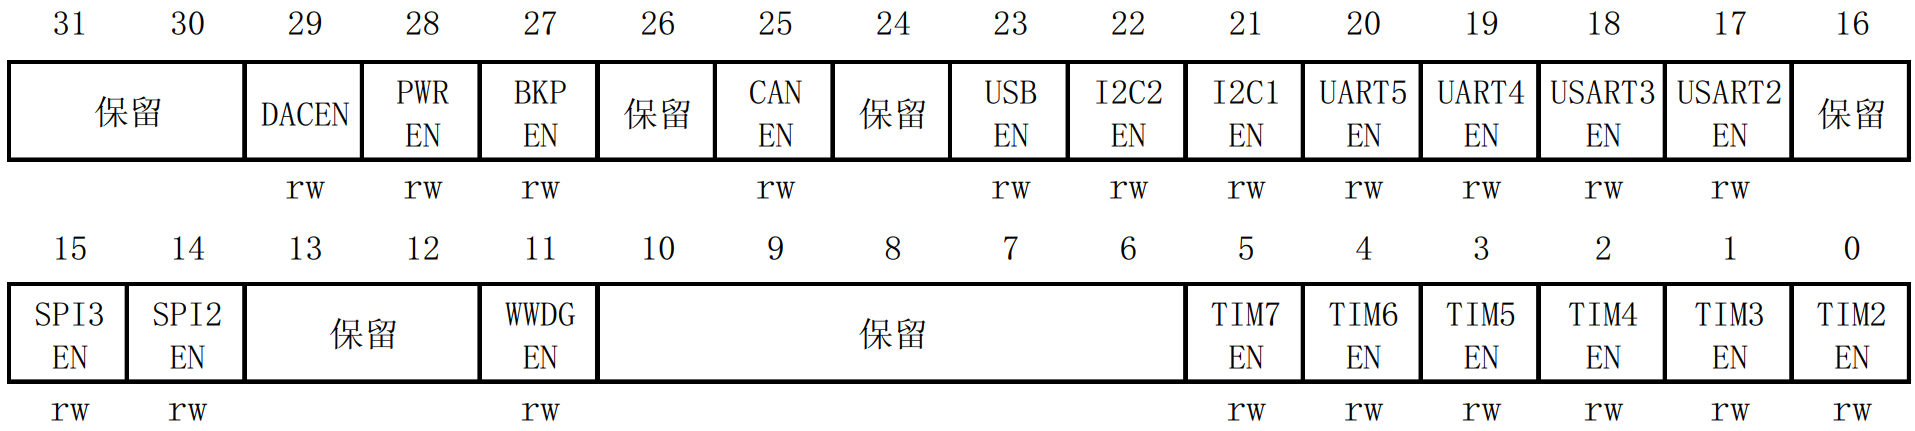 31 30 29 28 27 26 25 24 23 22 21 20 19 18 17 16
保留 DACEN PWR EN BKP EN 保留 CAN EN 保留 USB EN I2C2 EN I2C1 EN UART5 EN UART4 EN USART3 EN USART2 EN 保留
rw rw rw rw rw rw rw rw rw rw rw
15 14 13 12 11 10 9 8 7 6 5 4 3 2 1 0
SPI3 EN SPI2 EN 保留 WWDG EN 保留 TIM7 EN TIM6 EN TIM5 EN TIM4 EN TIM3 EN TIM2 EN
rw rw rw rw rw rw rw rw rw